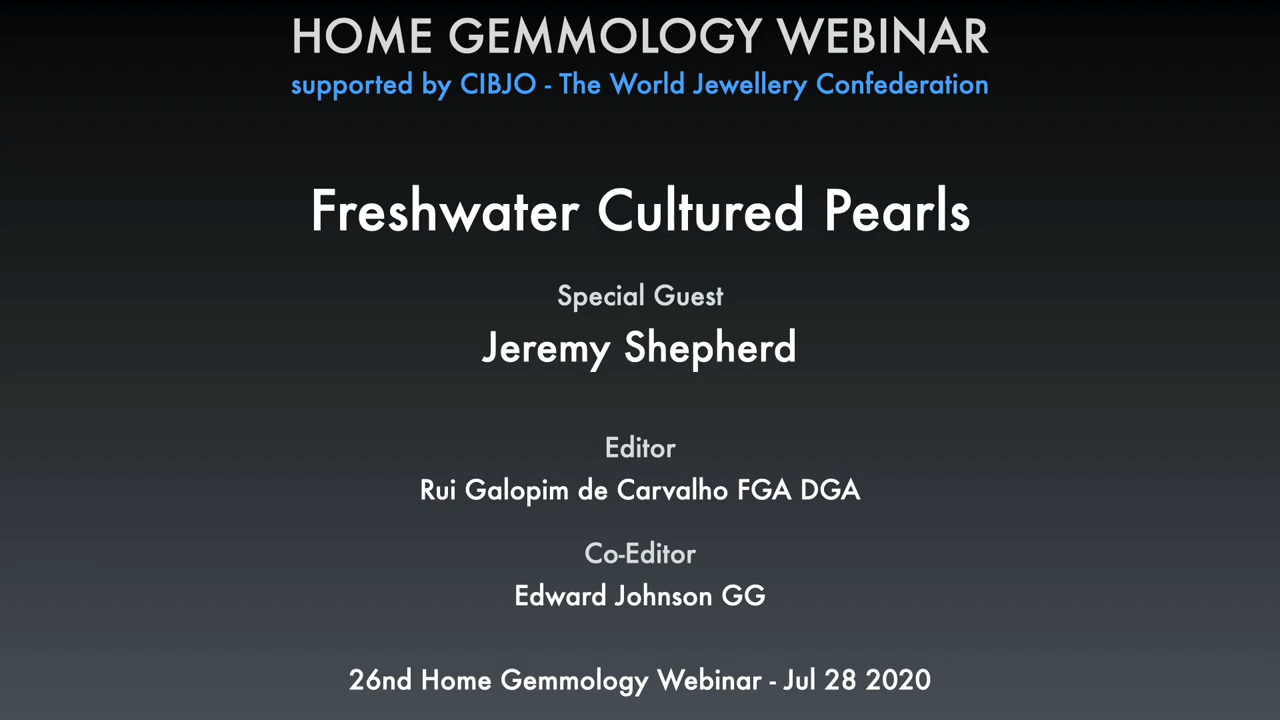 HOME GEMMOLOGY WEBINAR
supported by CIBJO - The World Jewellery Confederation
Freshwater Cultured Pearls
Special Guest
Jeremy Shepherd
Editor
Rui Galopim de Carvalho FGA DGA
Co-Editor
Edward Johnson GG
26nd Home Gemmology Webinar - Jul 28 2020